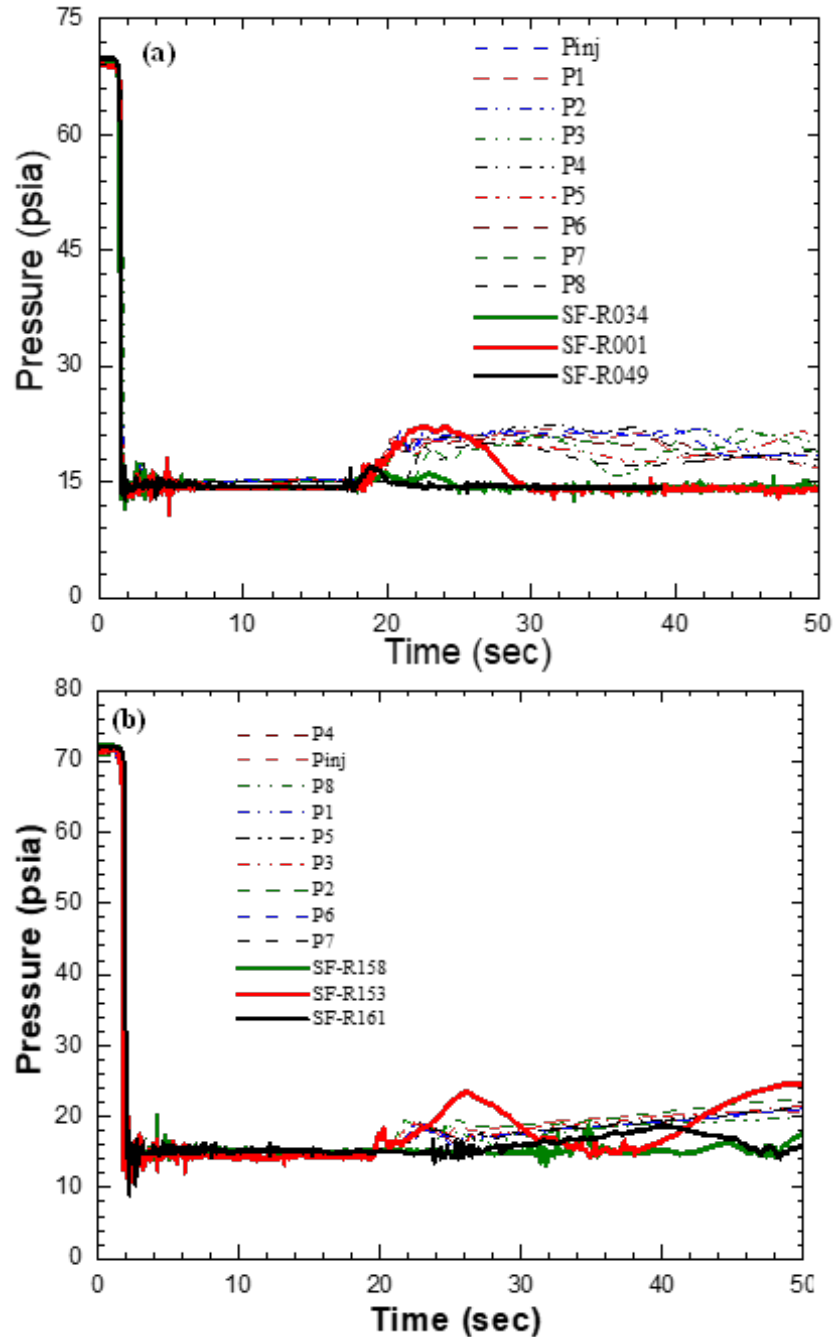 75
60
45
30
15
0
Pressure (psia)
(a)
Pinj
P1
P2
P3
P4
P5
P6
P7
P8
SF-R034
SF-R001
SF-R049
0
10
20
30
40
50
Time (sec)
80
70
60
50
40
30
20
10
0
Pressure (psia)
(b)
P4
Pinj
P8
P1
P5
P3
P2
P6
P7
SF-R158
SF-R153
SF-R161
0
10
20
30
40
50
Time (sec)